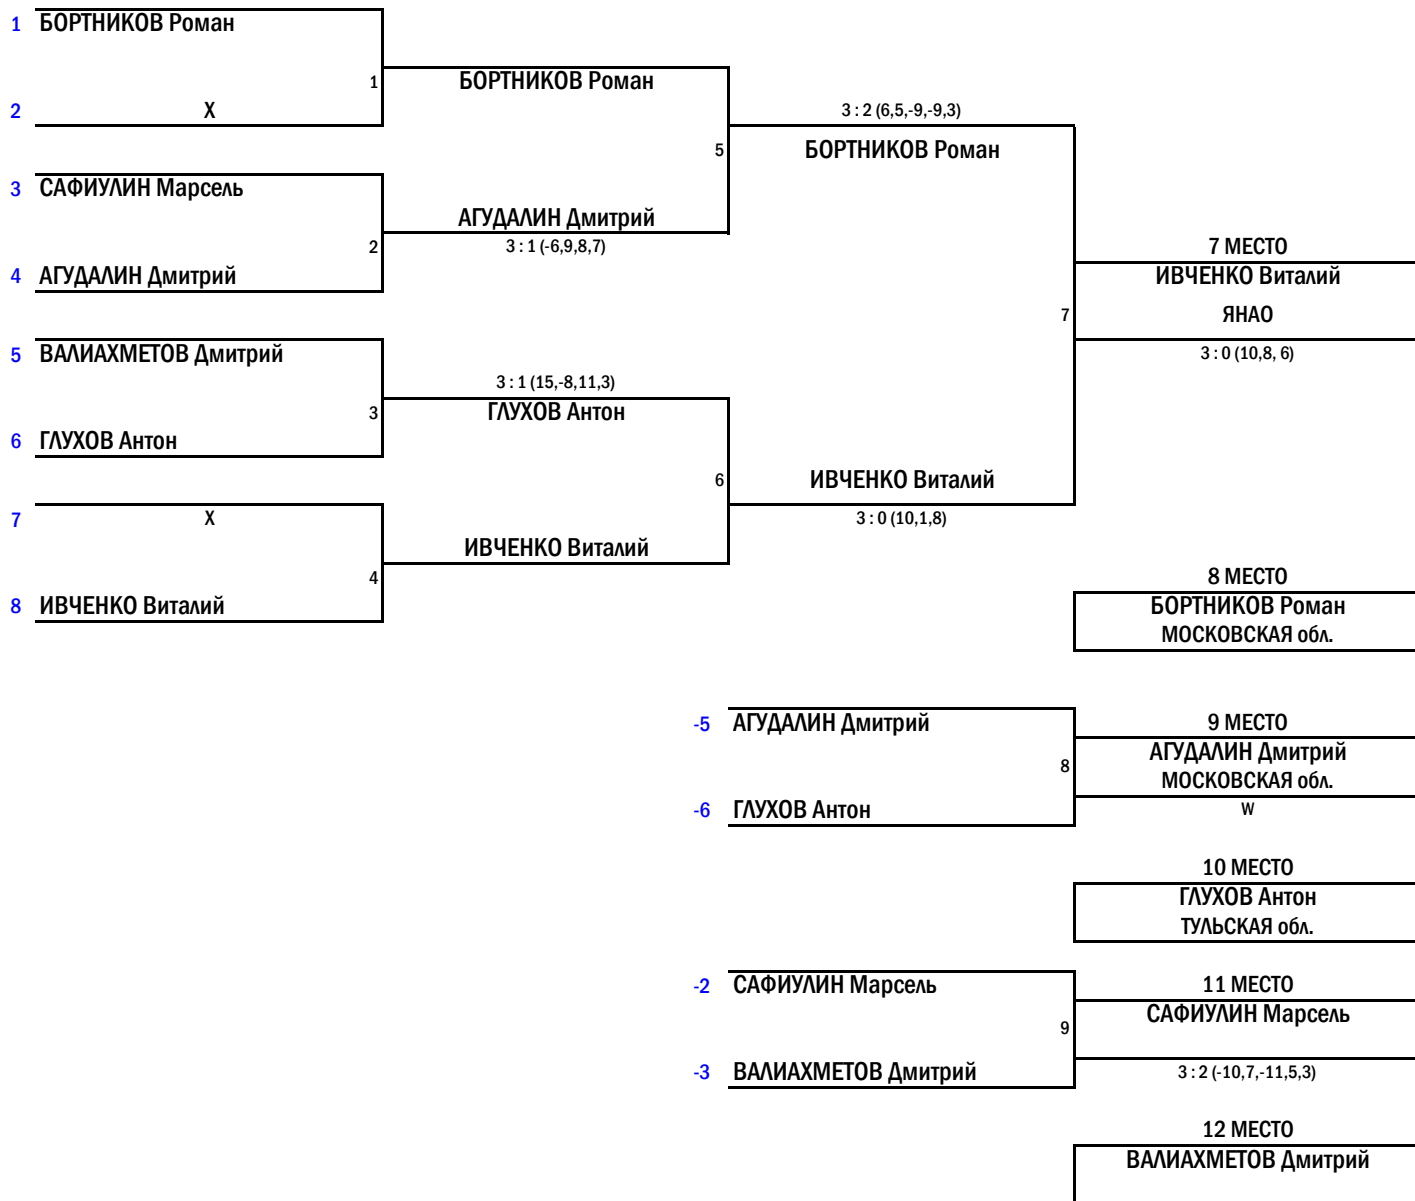 1 БОРТНИКОВ Роман
1 БОРТНИКОВ Роман
2 X
3 : 2 (6,5,-9,-9,3)
5 БОРТНИКОВ Роман
3 САФИУЛИН Марсель
АГУДАЛИН Дмитрий
2 3 : 1 (-6,9,8,7)
7 МЕСТО
4 АГУДАЛИН Дмитрий
ИВЧЕНКО Виталий
7 ЯНАО
5 ВАЛИАХМЕТОВ Дмитрий
3 : 0 (10,8, 6)
3 : 1 (15,-8,11,3)
3 ГЛУХОВ Антон
6 ГЛУХОВ Антон
6 ИВЧЕНКО Виталий
7 X
3 : 0 (10,1,8)
ИВЧЕНКО Виталий
4
8 МЕСТО
8 ИВЧЕНКО Виталий
БОРТНИКОВ Роман
МОСКОВСКАЯ обл.
-5 АГУДАЛИН Дмитрий
9 МЕСТО
АГУДАЛИН Дмитрий
8 МОСКОВСКАЯ обл.
-6 ГЛУХОВ Антон
W
10 МЕСТО
ГЛУХОВ Антон
ТУЛЬСКАЯ обл.
-2 САФИУЛИН Марсель
11 МЕСТО
9 САФИУЛИН Марсель
-3 ВАЛИАХМЕТОВ Дмитрий
3 : 2 (-10,7,-11,5,3)
12 МЕСТО
ВАЛИАХМЕТОВ Дмитрий